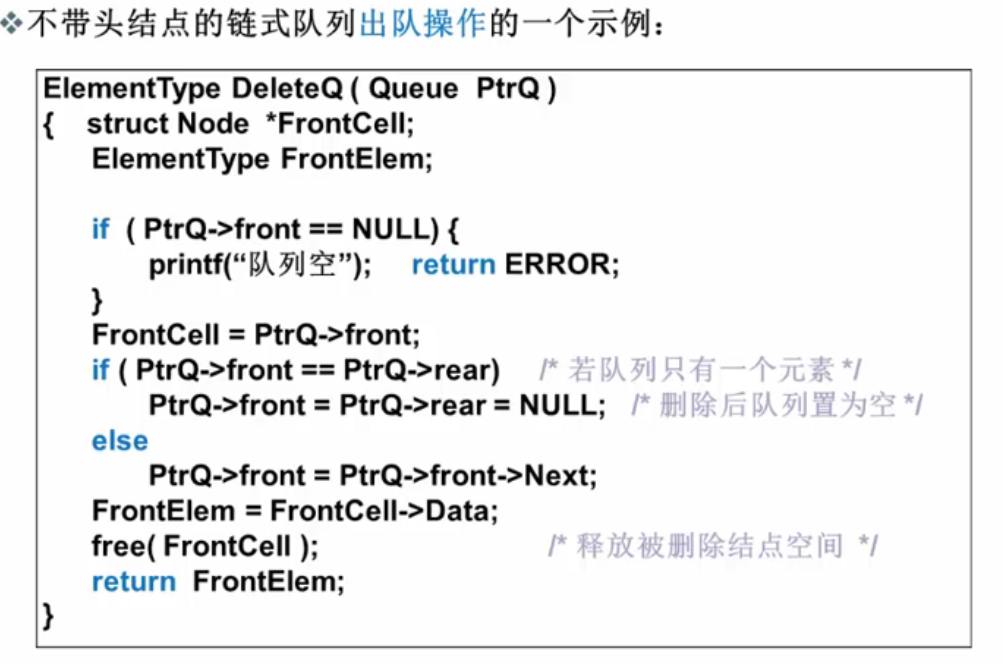 ❖不带头结点的链式队列出队操作的一个示例：
ElementType DeleteQ ( Queue PtrQ )
{ struct Node *FrontCell;
ElementType FrontElem;
if ( PtrQ->front == NULL) {
printf(“队列空”); return ERROR;
}
FrontCell = PtrQ->front;
if ( PtrQ->front == PtrQ->rear) /* 若队列只有一个元素 */
PtrQ->front = PtrQ->rear = NULL; /* 删除后队列置为空 */
else
PtrQ->front = PtrQ->front->Next;
FrontElem = FrontCell->Data;
free( FrontCell ); /* 释放被删除结点空间 */
return FrontElem;
}